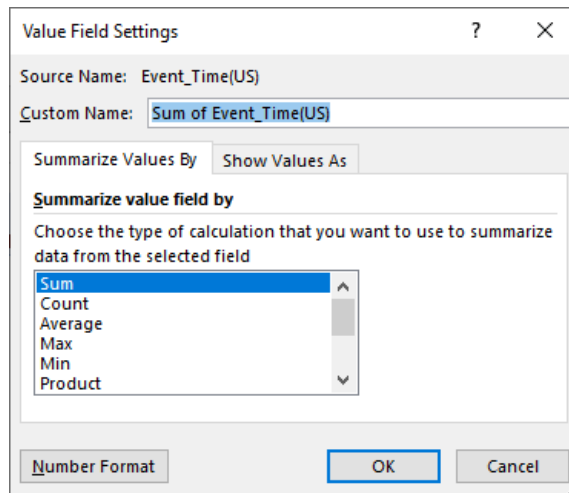 Value Field Settings ?
Source Name: Event_Time(US)
Custom Name: Sum of Event_Time(US)
Summarize Values By Show Values As
Summarize value field by
Choose the type of calculation that you want to use to summarize
data from the selected field
Sum
Count
Average
Max
Min
Product
Number Format OK Cancel